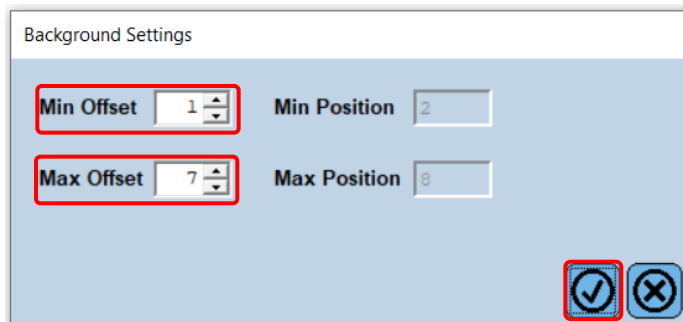 Background Settings
Min Offset 1 Min Position 2
Max Offset 7 Max Position 8